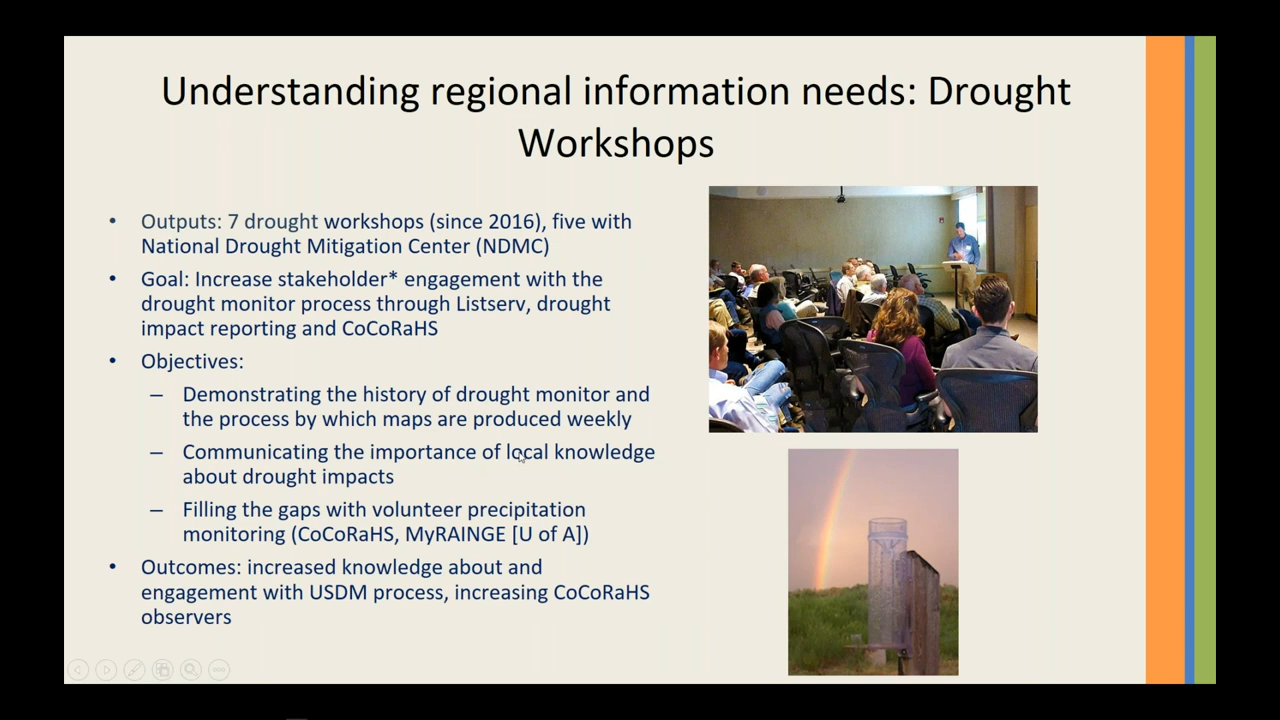 Understanding regional information needs: Drought
Workshops
• Outputs: 7 drought workshops (since 2016), five with
National Drought Mitigation Center (NDMC)
• Goal: Increase stakeholder* engagement with the
drought monitor process through Listserv, drought
impact reporting and CoCoRaHS
• Objectives:
– Demonstrating the history of drought monitor and
the process by which maps are produced weekly
– Communicating the importance of local knowledge
about drought impacts
– Filling the gaps with volunteer precipitation
monitoring (CoCoRaHS, MyRAINGE [U of A])
• Outcomes: increased knowledge about and
engagement with USDM process, increasing CoCoRaHS
observers